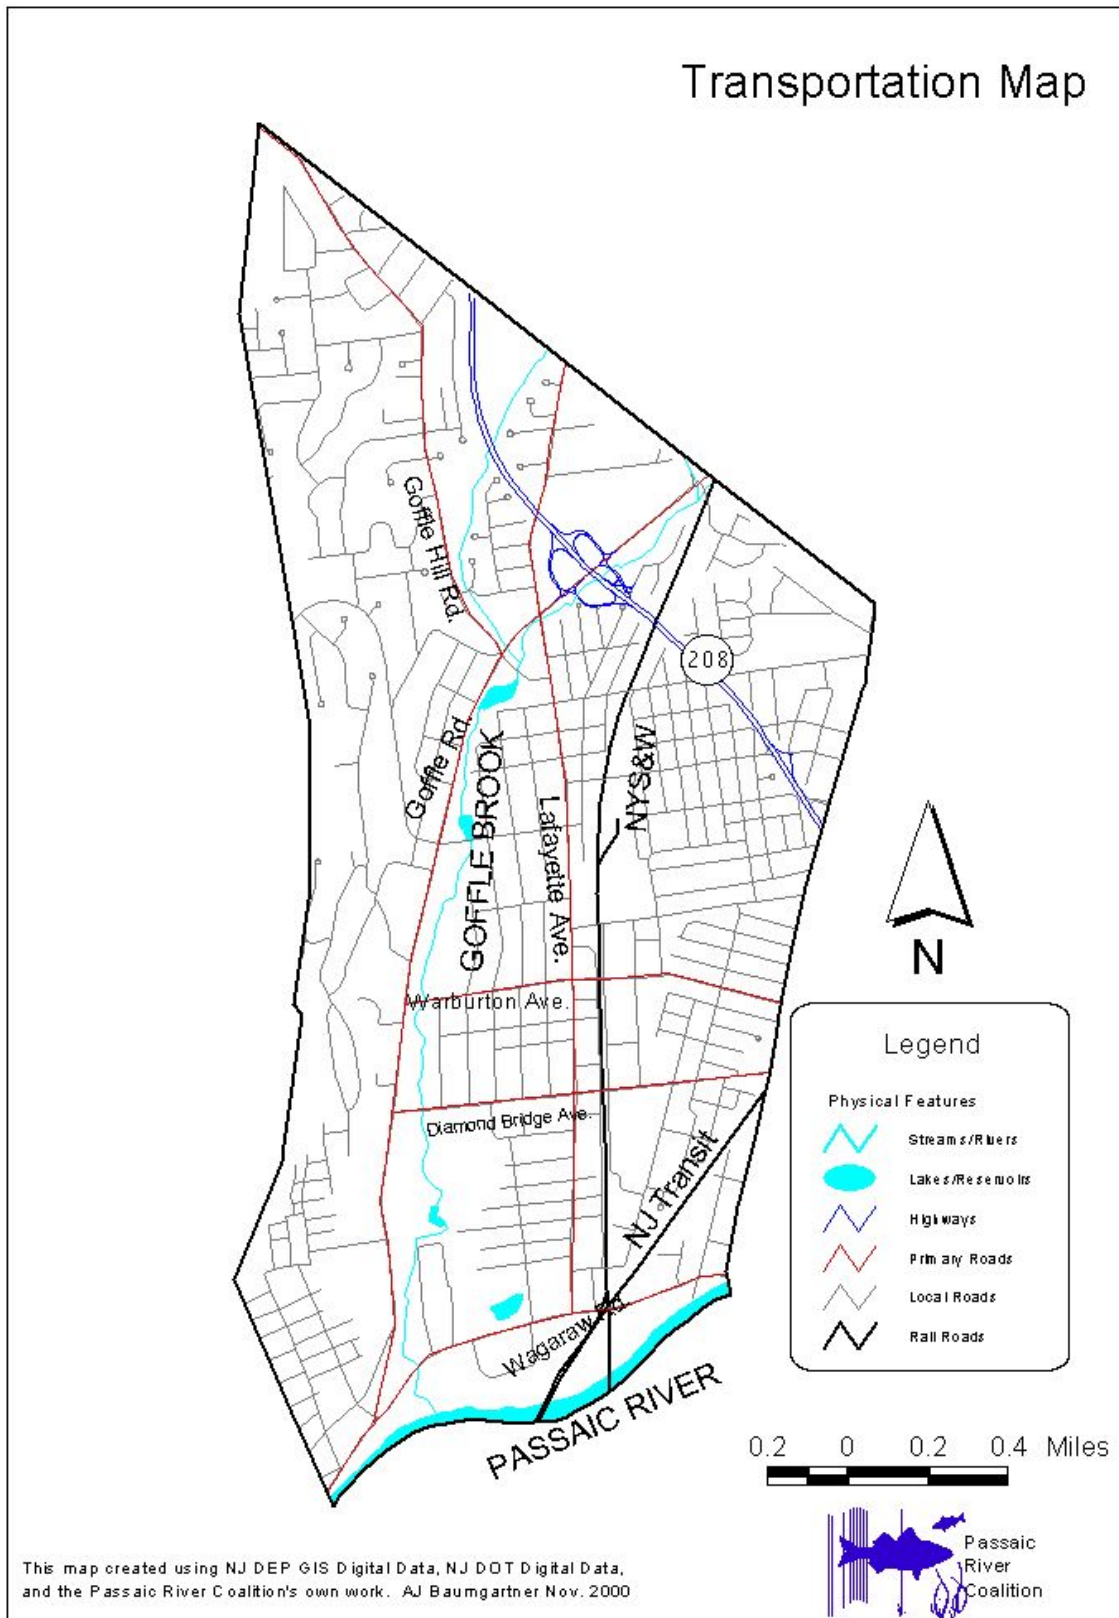 Transportation Map
Goffle Hill Rd.
208
Goffle Rd.
GOFFLE BROOK
NYS&W
Lafayette Ave.
N
Warburton Ave.
Diamond Bridge Ave.
NJ Transit
Wagaraw Rd.
PASSAIC RIVER
Legend
Physical Features
Streams/Rivers
Lakes/Reservoirs
Highways
Primary Roads
Local Roads
Rail Roads
0.2 0 0.2 0.4 Miles
Passaic
River
Coalition
This map created using NJ DEP GIS Digital Data, NJ DOT Digital Data,
and the Passaic River Coalition's own work. AJ Baumgartner Nov. 2000